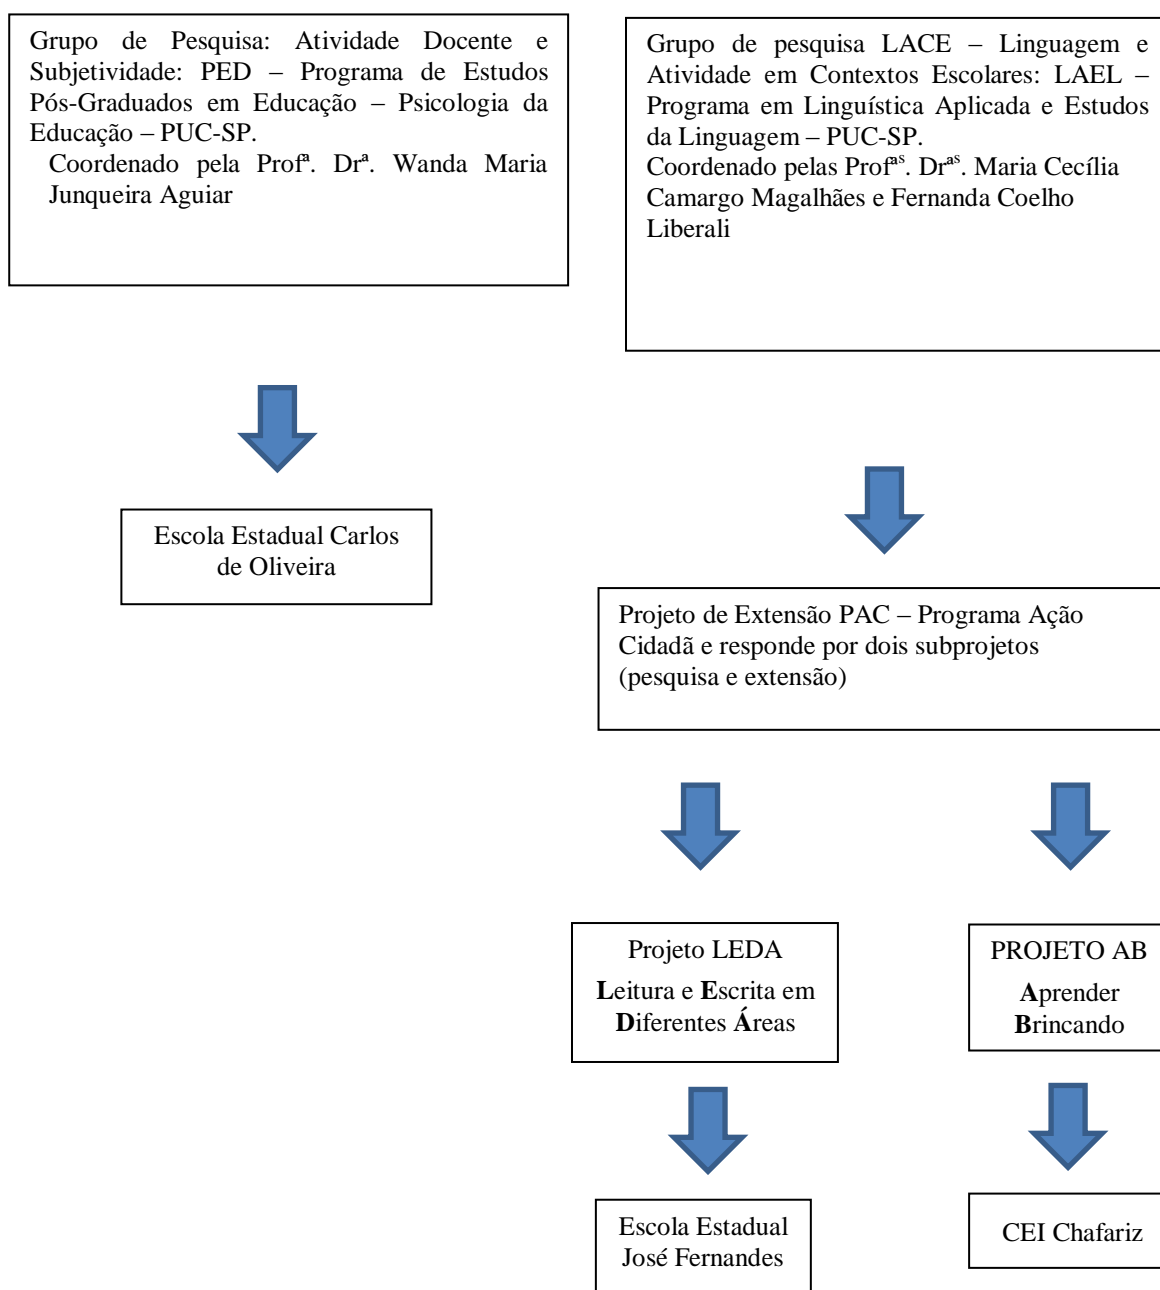 Grupo de Pesquisa: Atividade Docente e
Subjetividade: PED – Programa de Estudos
Pós-Graduados em Educação – Psicologia da
Educação – PUC-SP.
Coordenado pela Profª. Drª. Wanda Maria
Junqueira Aguiar
Grupo de pesquisa LACE – Linguagem e
Atividade em Contextos Escolares: LAEL –
Programa em Linguística Aplicada e Estudos
da Linguagem – PUC-SP.
Coordenado pelas Profᵃˢ. Drᵃˢ. Maria Cecília
Camargo Magalhães e Fernanda Coelho
Liberali
Escola Estadual Carlos
de Oliveira
Projeto de Extensão PAC – Programa Ação
Cidadã e responde por dois subprojetos
(pesquisa e extensão)
Projeto LEDA
Leitura e Escrita em
Diferentes Áreas
PROJETO AB
Aprender
Brincando
Escola Estadual
José Fernandes
CEI Chafariz